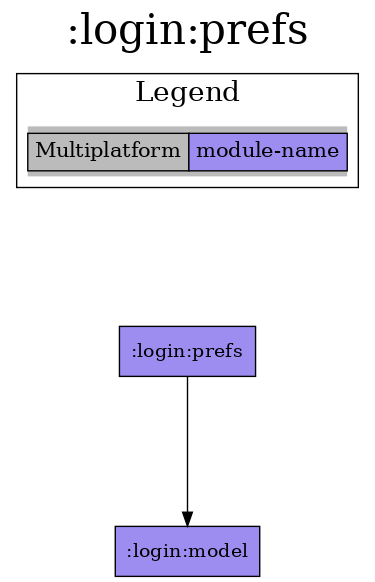 :login:prefs
Legend
Multiplatform module-name
:login:prefs
:login:model